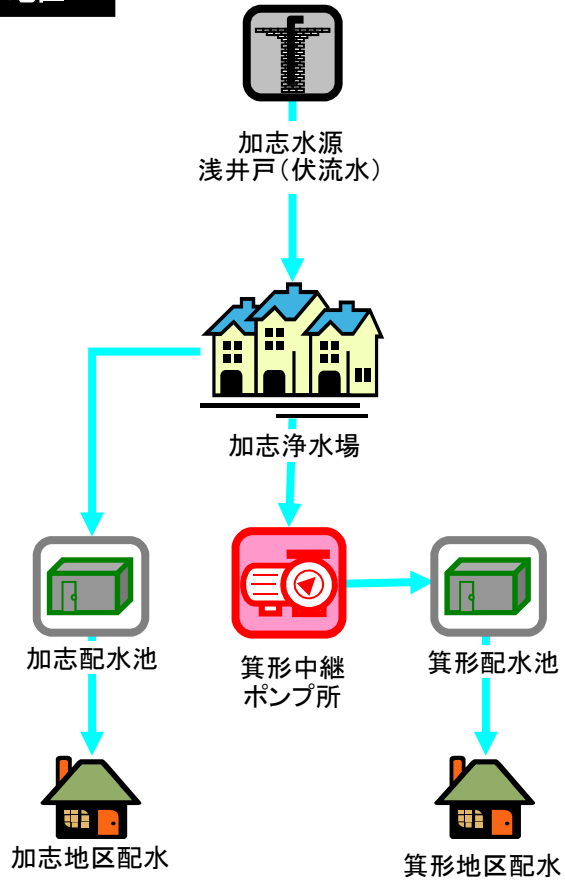 加志水源
浅井戸（伏流水）
加志浄水場
加志配水池
箕形中継
ポンプ所
箕形配水池
加志地区配水
箕形地区配水